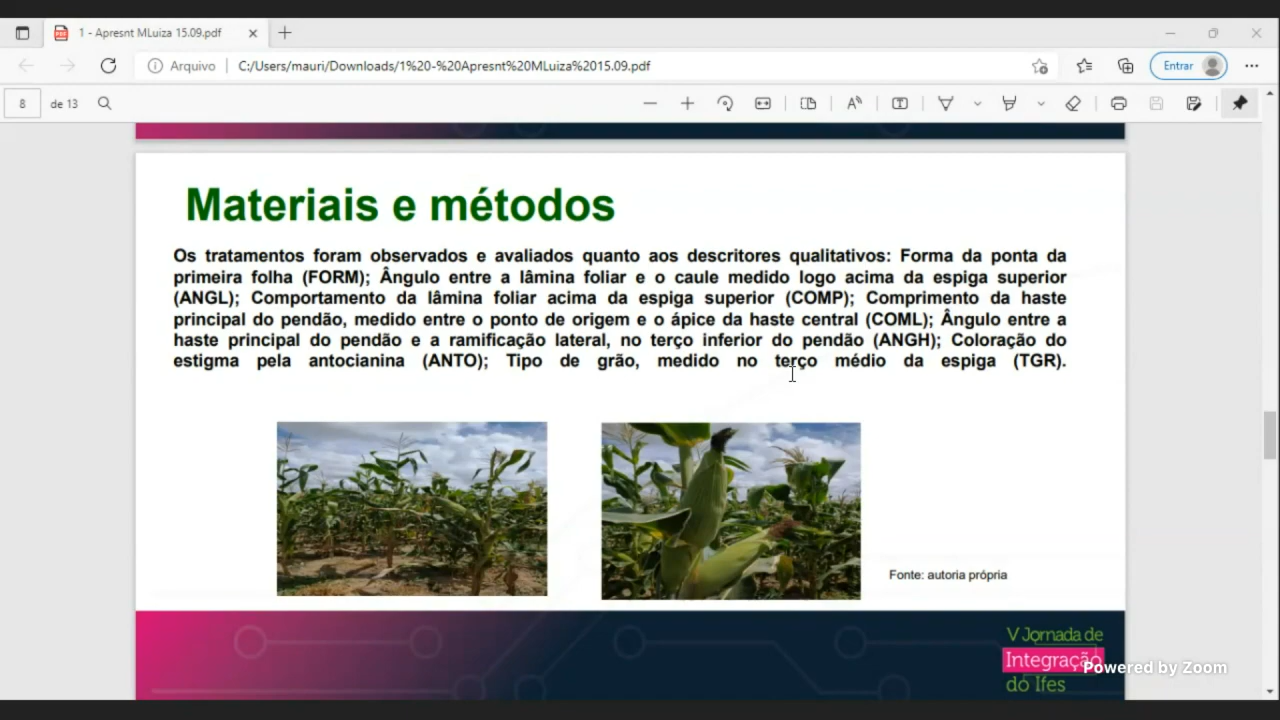 1 - Apresnt MLuiza 15.09.pdf
Arquivo
C:/Users/mauri/Downloads/1%20-%20Apresnt%20MLuiza%2015.09.pdf
Entrar
8 de 13
Materiais e métodos
Os tratamentos foram observados e avaliados quanto aos descritores qualitativos: Forma da ponta da
primeira folha (FORM); Ângulo entre a lâmina foliar e o caule medido logo acima da espiga superior
(ANGL); Comportamento da lâmina foliar acima da espiga superior (COMP); Comprimento da haste
principal do pendão, medido entre o ponto de origem e o ápice da haste central (COML); Ângulo entre a
haste principal do pendão e a ramificação lateral, no terço inferior do pendão (ANGH); Coloração do
estigma pela antocianina (ANTO); Tipo de grão, medido no terço médio da espiga (TGR).
Fonte: autoria própria
V Jornada de
Integração
do Ifes
Powered by Zoom